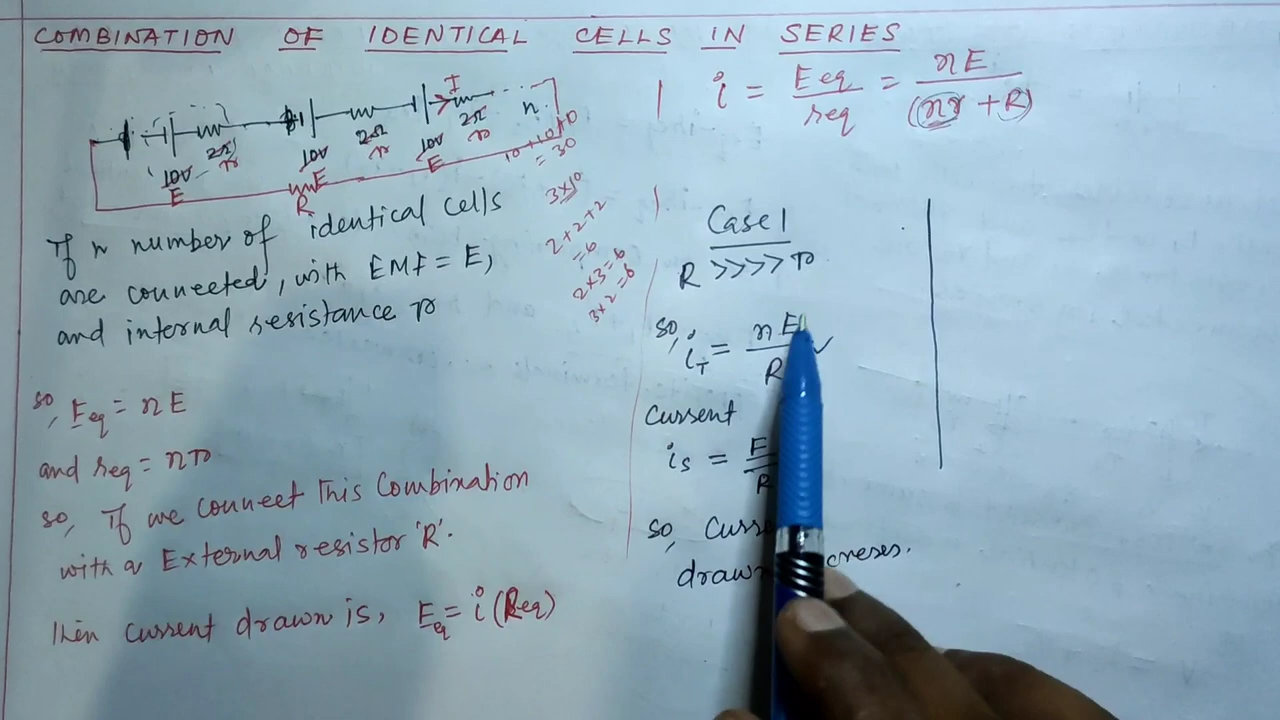 COMBINATION OF IDENTICAL CELLS IN SERIES
I
n
2Ω 2Ω 2Ω
r r r
10V 10V 10V
E E E
R
10+10+10
= 30
3×10
2+2+2
=6
2×3=6
3×2=6
If n number of identical cells
are connected, with EMF = E,
and internal resistance r
so, Eeq = nE
and req = nr
so, If we connect This Combination
with a External resistor 'R'.
Then current drawn is, Eeq = i(Req)
i = Eeq / req = nE / (nr + R)
Case 1
R >>>> r
so, iT = nE / R ✓
Current
is = E / R
so, Curre
drawn creses.